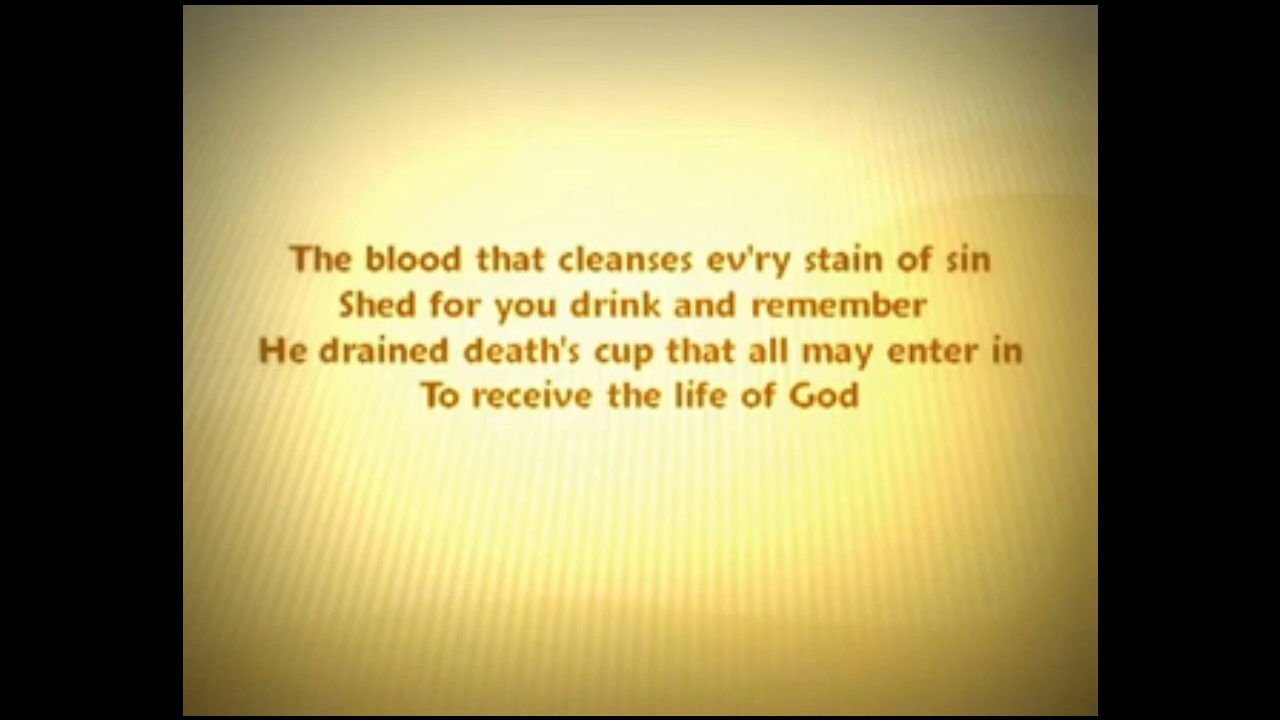 The blood that cleanses ev'ry stain of sin
Shed for you drink and remember
He drained death's cup that all may enter in
To receive the life of God